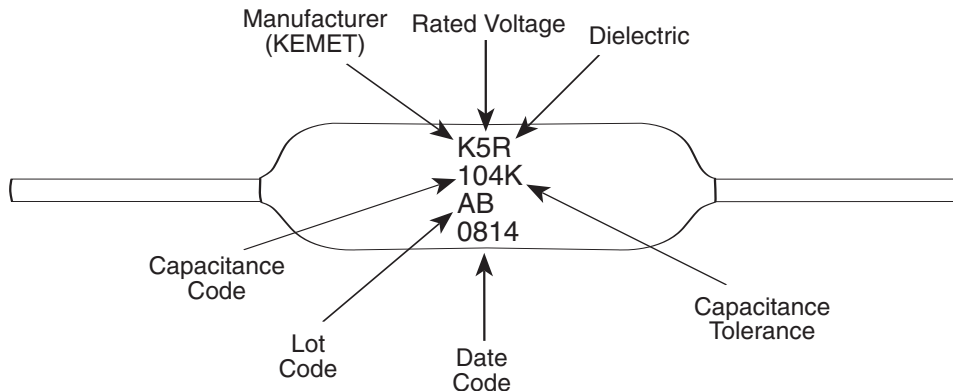 Manufacturer
(KEMET)
Rated Voltage
Dielectric
K5R
104K
AB
0814
Capacitance
Code
Lot
Code
Date
Code
Capacitance
Tolerance